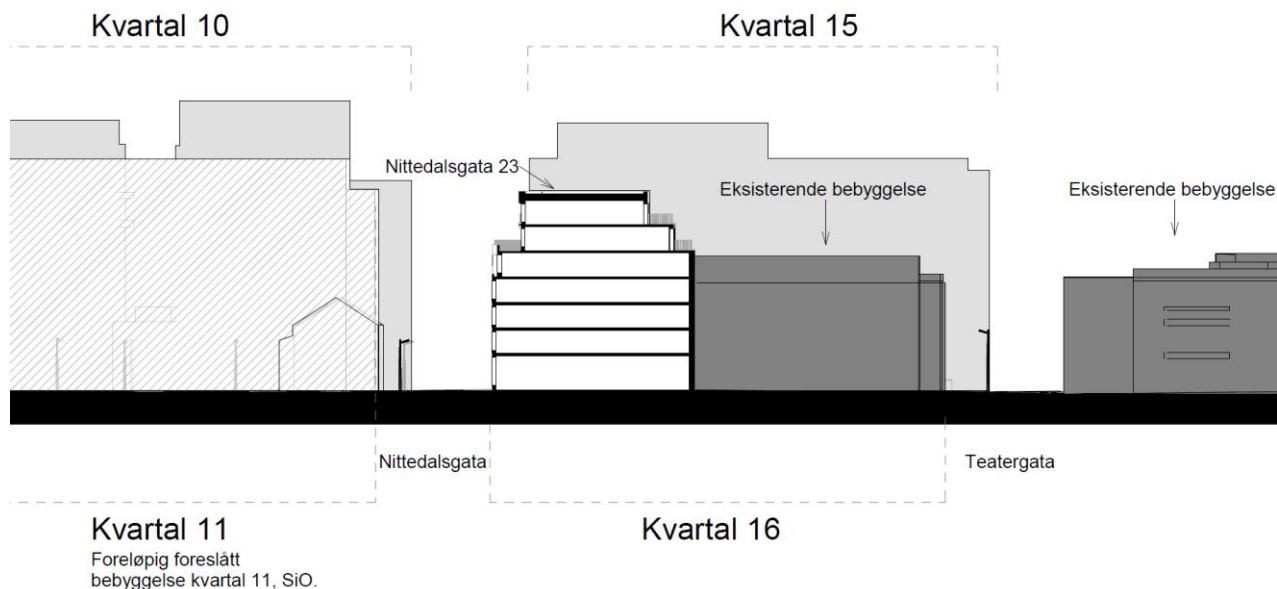 Kvartal 10
Kvartal 15
Nittedalsgata 23
Eksisterende bebyggelse
Eksisterende bebyggelse
Nittedalsgata
Teatergata
Kvartal 11
Foreløpig foreslått
bebyggelse kvartal 11, SiO.
Kvartal 16